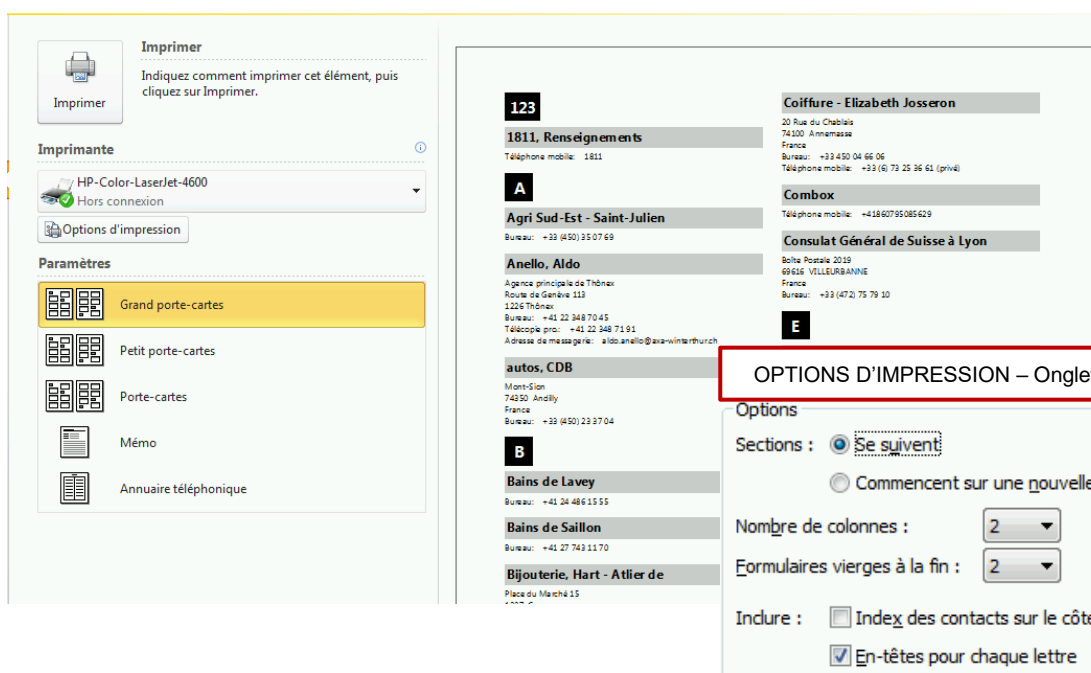 Imprimer
Indiquez comment imprimer cet élément, puis
cliquez sur Imprimer.
Imprimer
Imprimante
HP-Color-LaserJet-4600
Hors connexion
Options d'impression
Paramètres
Grand porte-cartes
Petit porte-cartes
Porte-cartes
Mémo
Annuaire téléphonique
123
1811, Renseignements
Téléphone mobile: 1811
A
Agri Sud-Est - Saint-Julien
Bureau: +33 (450) 35 07 69
Anello, Aldo
Agence principale de Thônex
Route de Genève 113
1226 Thônex
Bureau: +41 22 348 70 45
Télécopie pro.: +41 22 348 71 91
Adresse de messagerie: aldo.anello@axa-winterthur.ch
autos, CDB
Mont-Sion
74350 Andilly
France
Bureau: +33 (450) 23 37 04
B
Bains de Lavey
Bureau: +41 24 486 15 55
Bains de Saillon
Bureau: +41 27 743 11 70
Bijouterie, Hart - Atlier de
Place du Marché 15
Coiffure - Elizabeth Josseron
20 Rue du Chablais
74100 Annemasse
France
Bureau: +33 450 04 66 06
Téléphone mobile: +33 (6) 73 25 36 61 (privé)
Combox
Téléphone mobile: +41860795085629
Consulat Général de Suisse à Lyon
Boîte Postale 2019
69616 VILLEURBANNE
France
Bureau: +33 (472) 75 79 10
E
OPTIONS D'IMPRESSION – Ongle
Options
Sections : Se suivent
Commencent sur une nouvelle
Nombre de colonnes : 2
Formulaires vierges à la fin : 2
Inclure : Index des contacts sur le côté
En-têtes pour chaque lettre